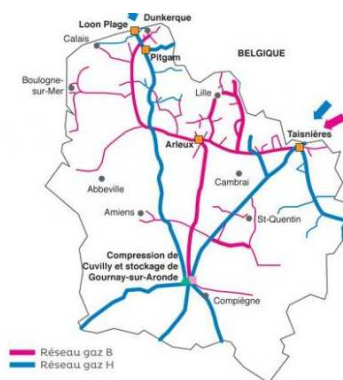 Loon Plage
Dunkerque
Calais
Pitgam
BELGIQUE
Boulogne-
sur-Mer
Lille
Taisnières
Arleux
Abbeville
Cambrai
Amiens
St-Quentin
Compression de
Cuvilly et stockage de
Gournay-sur-Aronde
Compiègne
Réseau gaz B
Réseau gaz H